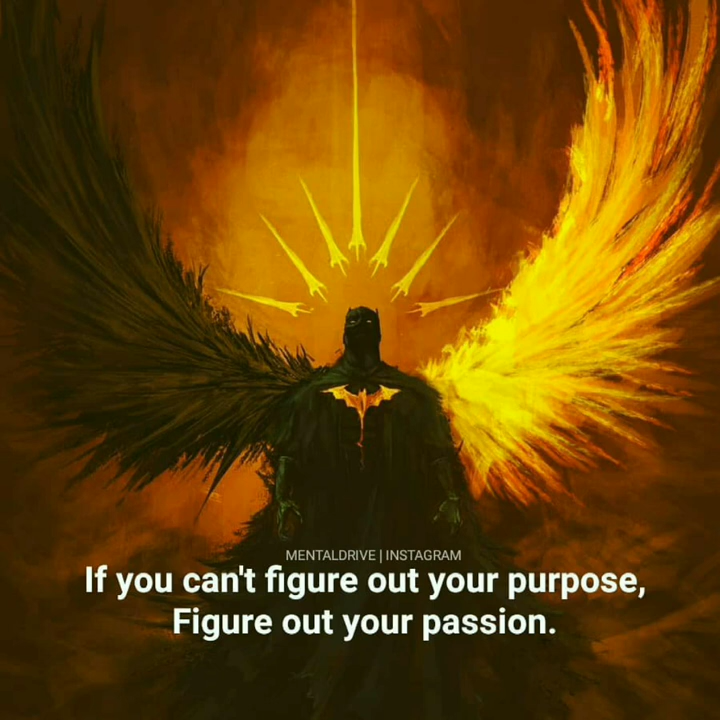 MENTALDRIVE | INSTAGRAM
If you can't figure out your purpose,
Figure out your passion.